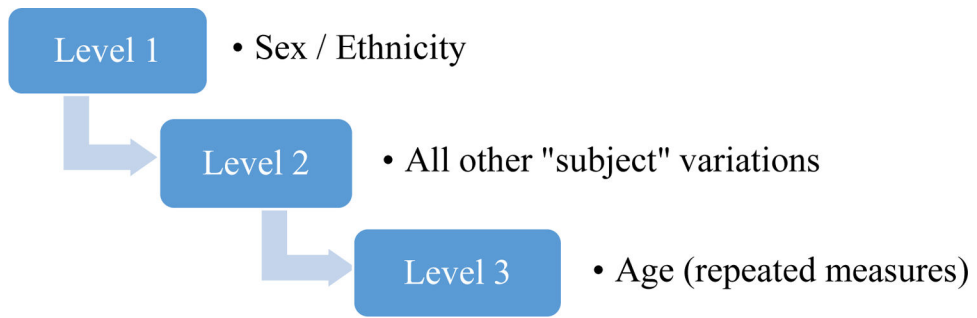 Level 1 • Sex / Ethnicity
Level 2 • All other "subject" variations
Level 3 • Age (repeated measures)